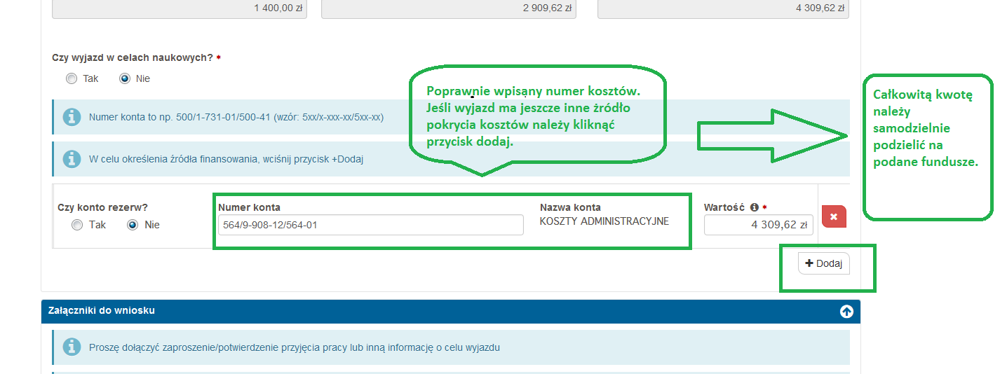 1 400,00 zł
2 909,62 zł
4 309,62 zł
Czy wyjazd w celach naukowych? *
Tak
Nie
Numer konta to np. 500/1-731-01/500-41 (wzór: 5xx/x-xxx-xx/5xx-xx)
W celu określenia źródła finansowania, wciśnij przycisk +Dodaj
Poprawnie wpisany numer kosztów.
Jeśli wyjazd ma jeszcze inne żródło
pokrycia kosztów należy kliknąć
przycisk dodaj.
Całkowitą kwotę
należy
samodzielnie
podzielić na
podane fundusze.
Czy konto rezerw?
Tak
Nie
Numer konta
564/9-908-12/564-01
Nazwa konta
KOSZTY ADMINISTRACYJNE
Wartość *
4 309,62 zł
+ Dodaj
Załączniki do wniosku
Proszę dołączyć zaproszenie/potwierdzenie przyjęcia pracy lub inną informację o celu wyjazdu